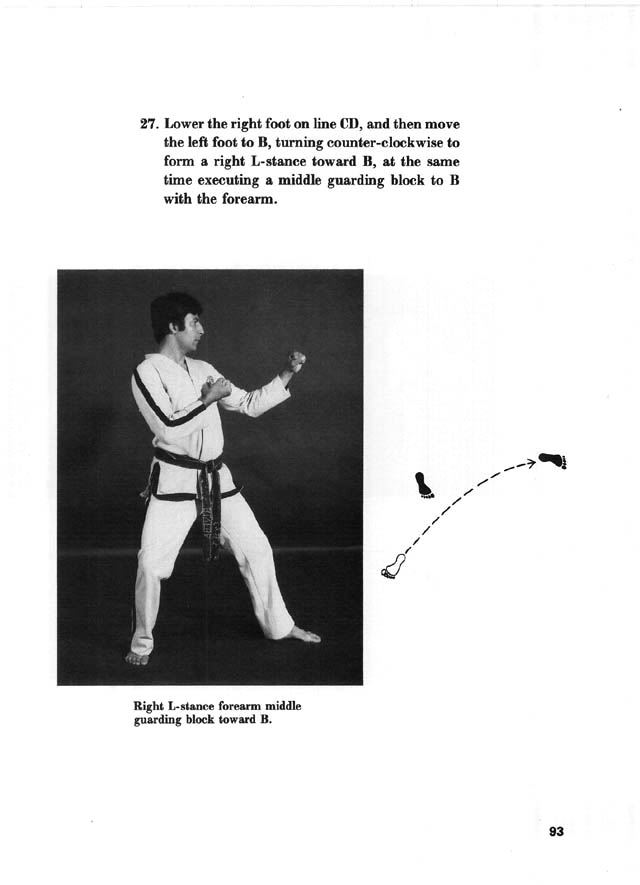 27. Lower the right foot on line CD, and then move
the left foot to B, turning counter-clockwise to
form a right L-stance toward B, at the same
time executing a middle guarding block to B
with the forearm.
Right L-stance forearm middle
guarding block toward B.
93